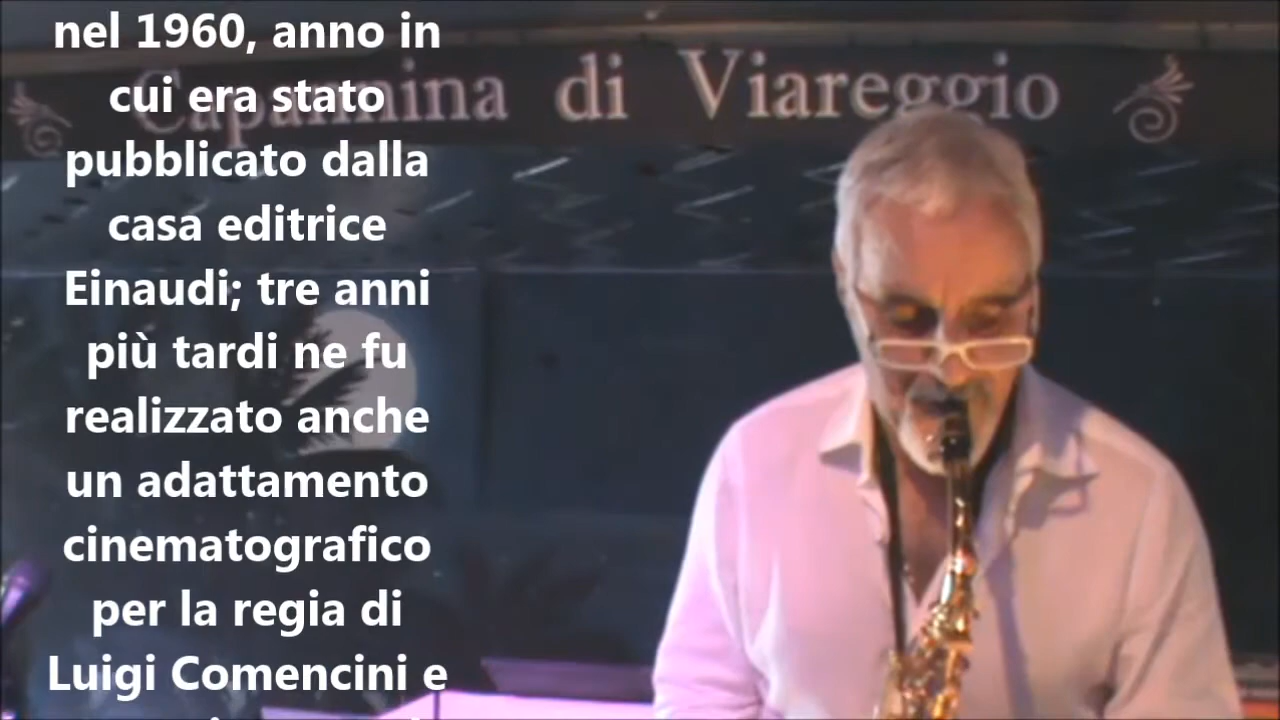 nel 1960, anno in
cui era stato
pubblicato dalla
casa editrice
Einaudi; tre anni
più tardi ne fu
realizzato anche
un adattamento
cinematografico
per la regia di
Luigi Comencini e
Capannina di Viareggio